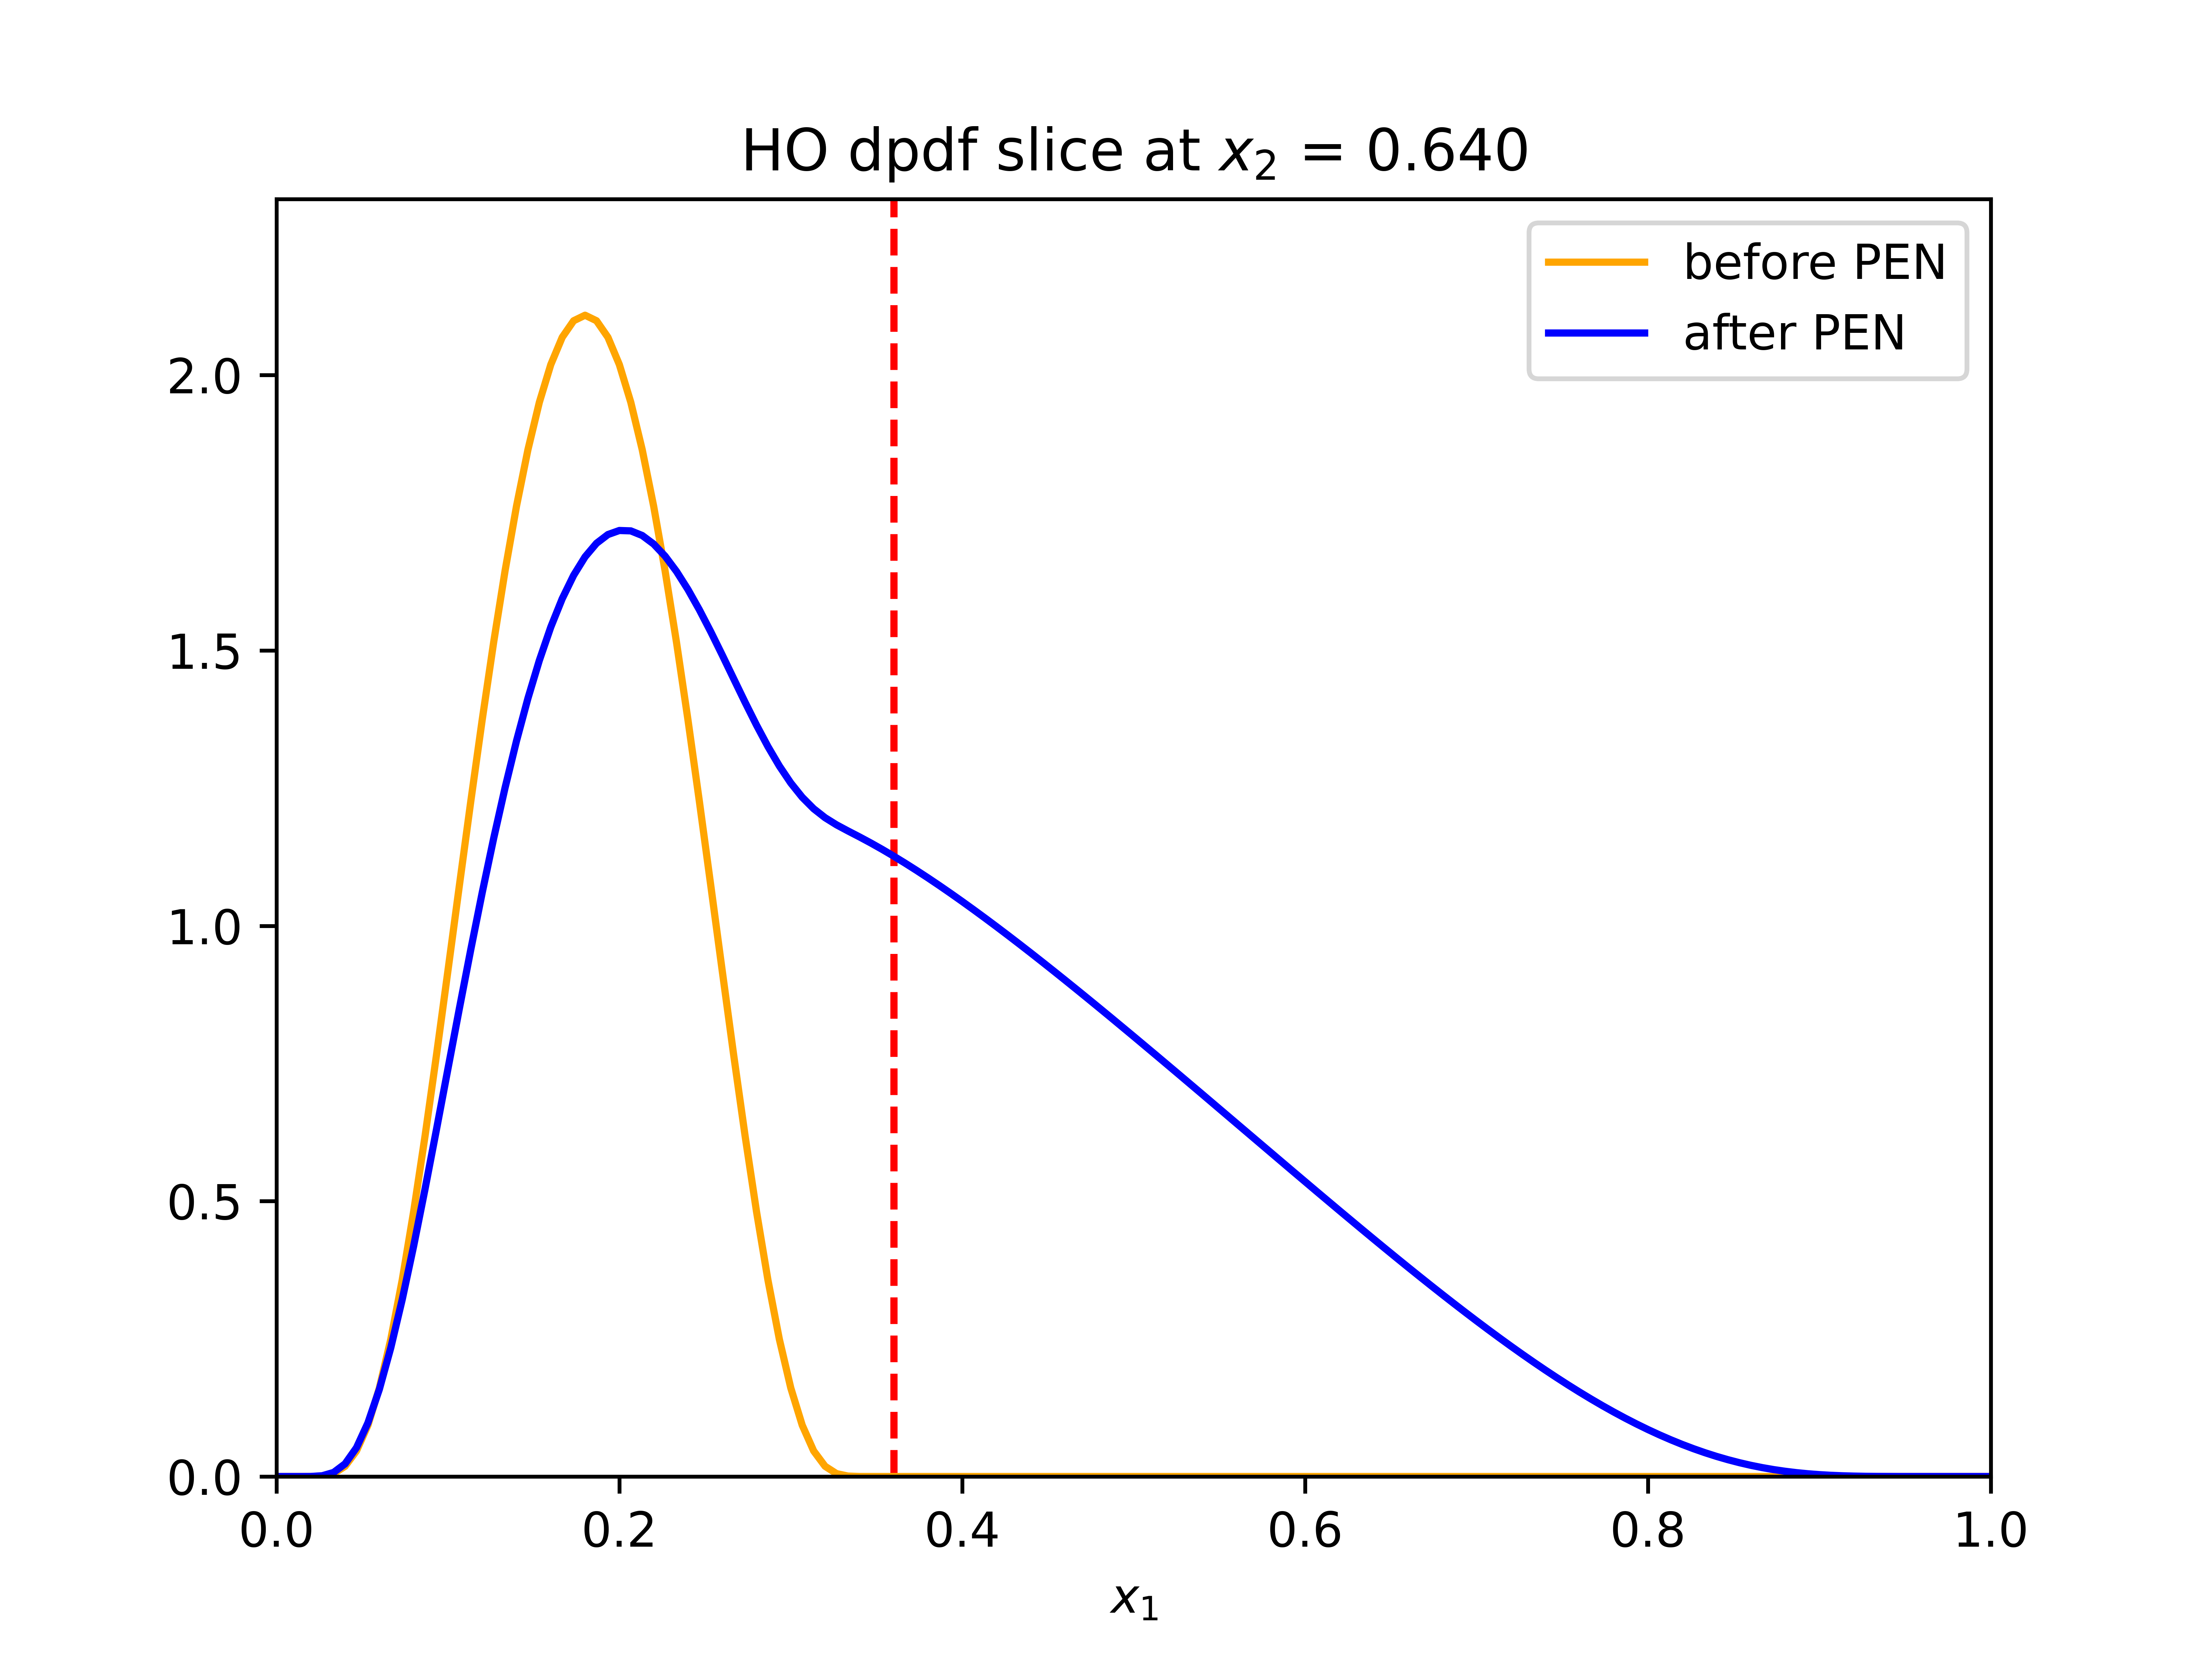 HO dpdf slice at x₂ = 0.640
before PEN
after PEN
2.0
1.5
1.0
0.5
0.0
0.0 0.2 0.4 0.6 0.8 1.0
x₁